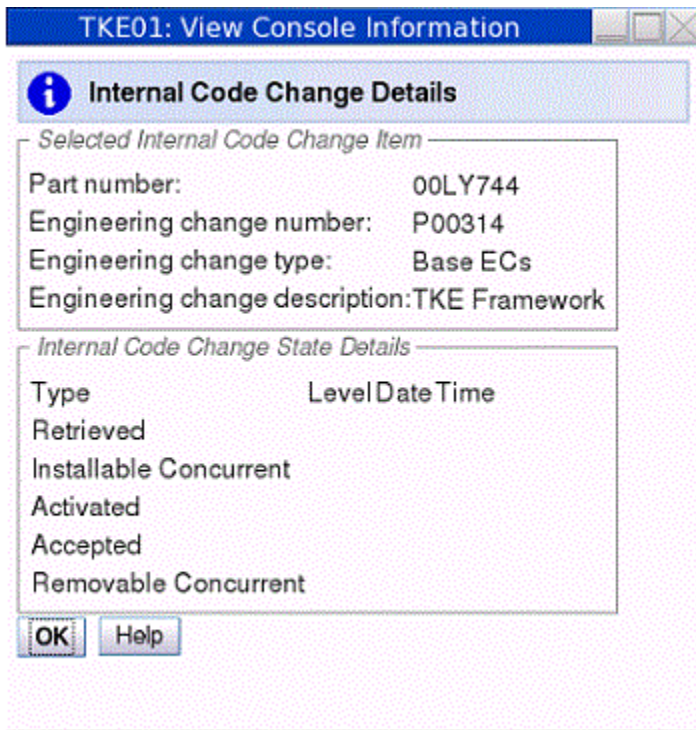 TKE01: View Console Information
Internal Code Change Details
Selected Internal Code Change Item
Part number: 00LY744
Engineering change number: P00314
Engineering change type: Base ECs
Engineering change description:TKE Framework
Internal Code Change State Details
Type Level Date Time
Retrieved
Installable Concurrent
Activated
Accepted
Removable Concurrent
OK Help